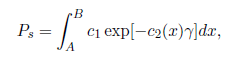 $P_s = \int_A^B c_1 \exp[-c_2(x)\gamma]dx,$